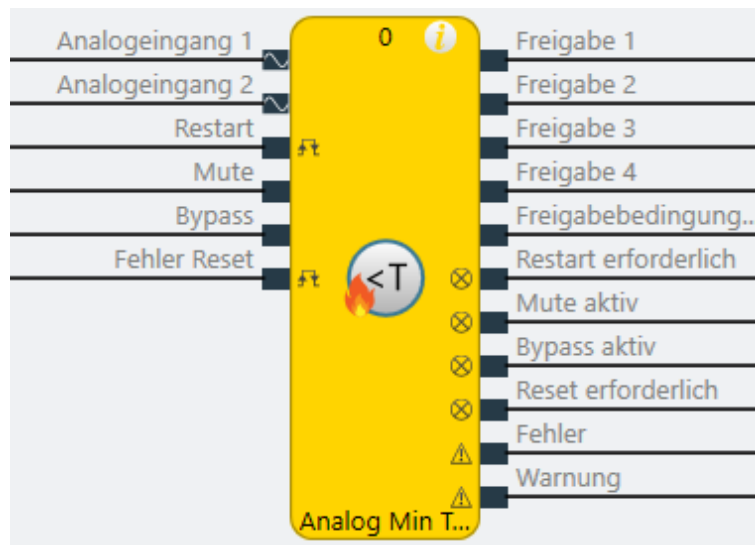 Analogeingang 1
Analogeingang 2
Restart
Mute
Bypass
Fehler Reset
0
i
<T
Analog Min T...
Freigabe 1
Freigabe 2
Freigabe 3
Freigabe 4
Freigabebedingung...
Restart erforderlich
Mute aktiv
Bypass aktiv
Reset erforderlich
Fehler
Warnung